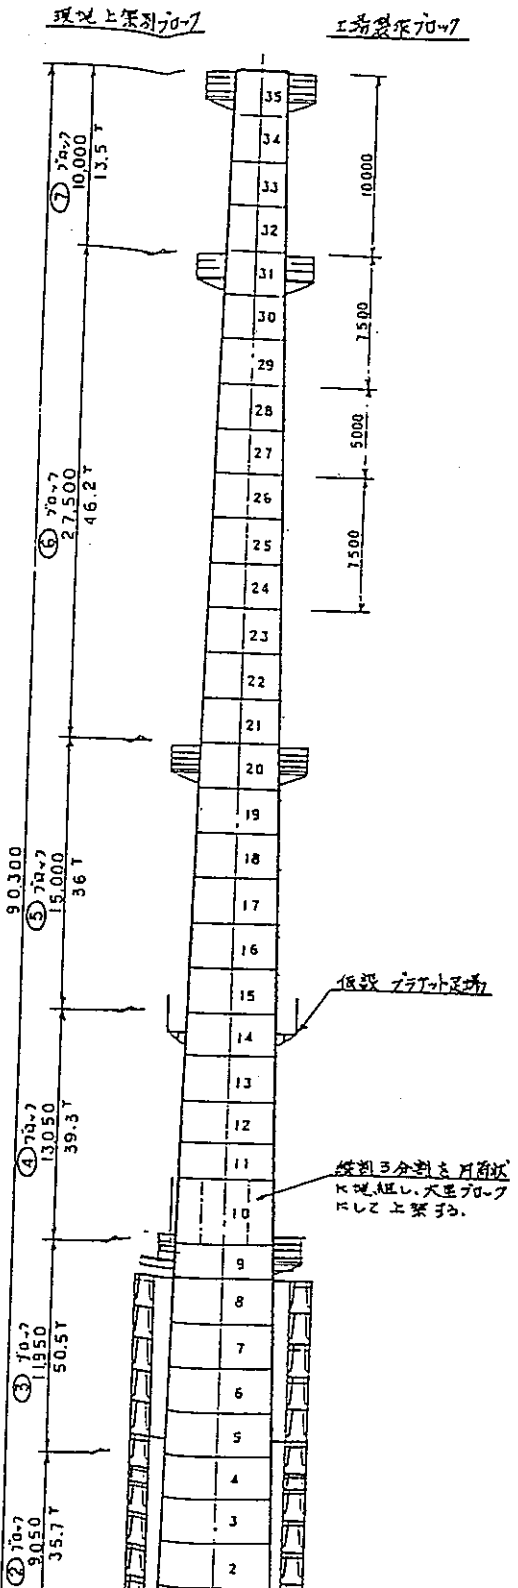 現地上架別ブロック
工場製作ブロック
⑦ ブロック
10,000
13.5 T
⑥ ブロック
27,500
46.2 T
90,300
⑤ ブロック
15,000
36 T
④ ブロック
13,050
39.3 T
③ ブロック
11,950
50.5 T
② ブロック
9,050
35.7 T
35
34
33
32
31
30
29
28
27
26
25
24
23
22
21
20
19
18
17
16
15
14
13
12
11
10
9
8
7
6
5
4
3
2
10000
7500
5000
7500
仮設 ブラケット足場
縦割3分割を円筒状
に地組し、大型ブロック
にして上架する.